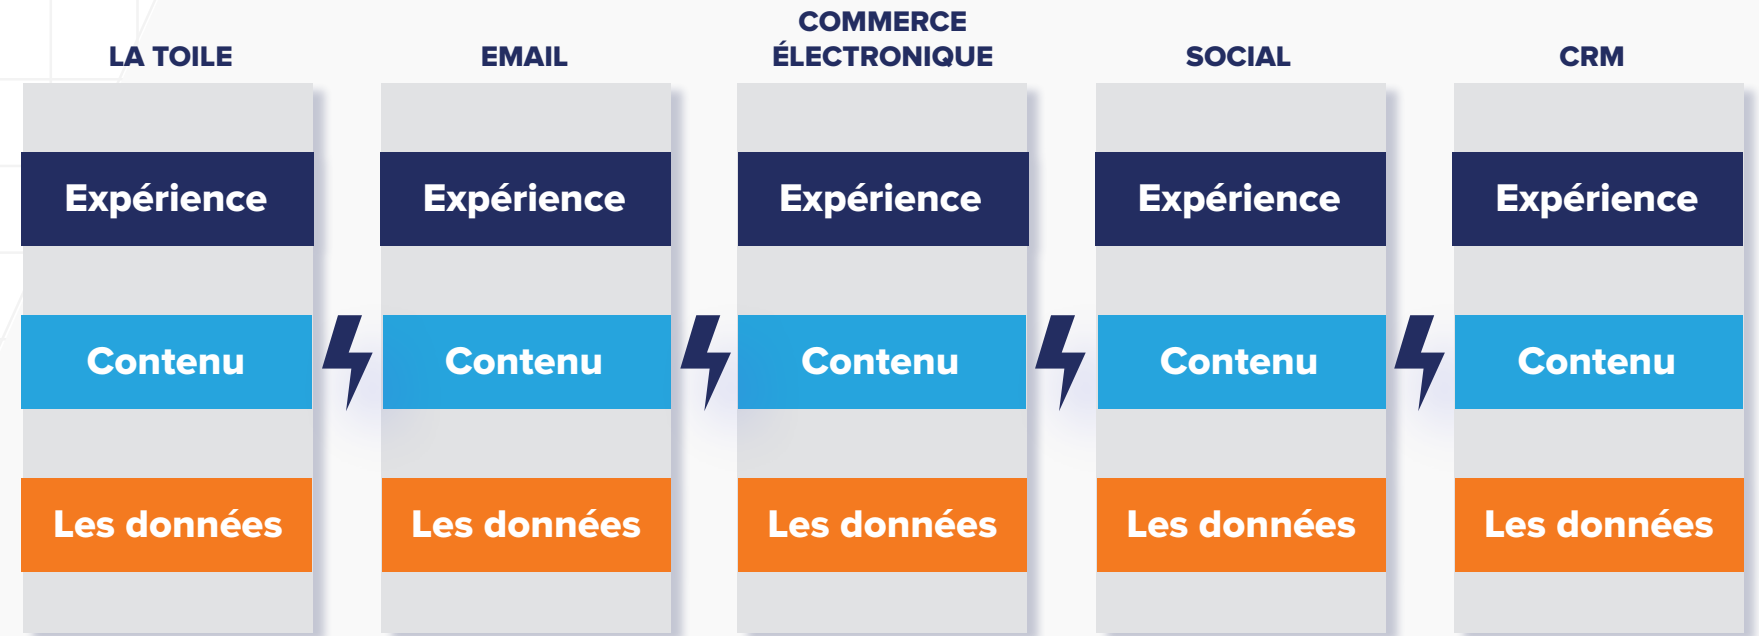 LA TOILE
EMAIL
COMMERCE
ÉLECTRONIQUE
SOCIAL
CRM
Expérience
Expérience
Expérience
Expérience
Expérience
Contenu
Contenu
Contenu
Contenu
Contenu
Les données
Les données
Les données
Les données
Les données